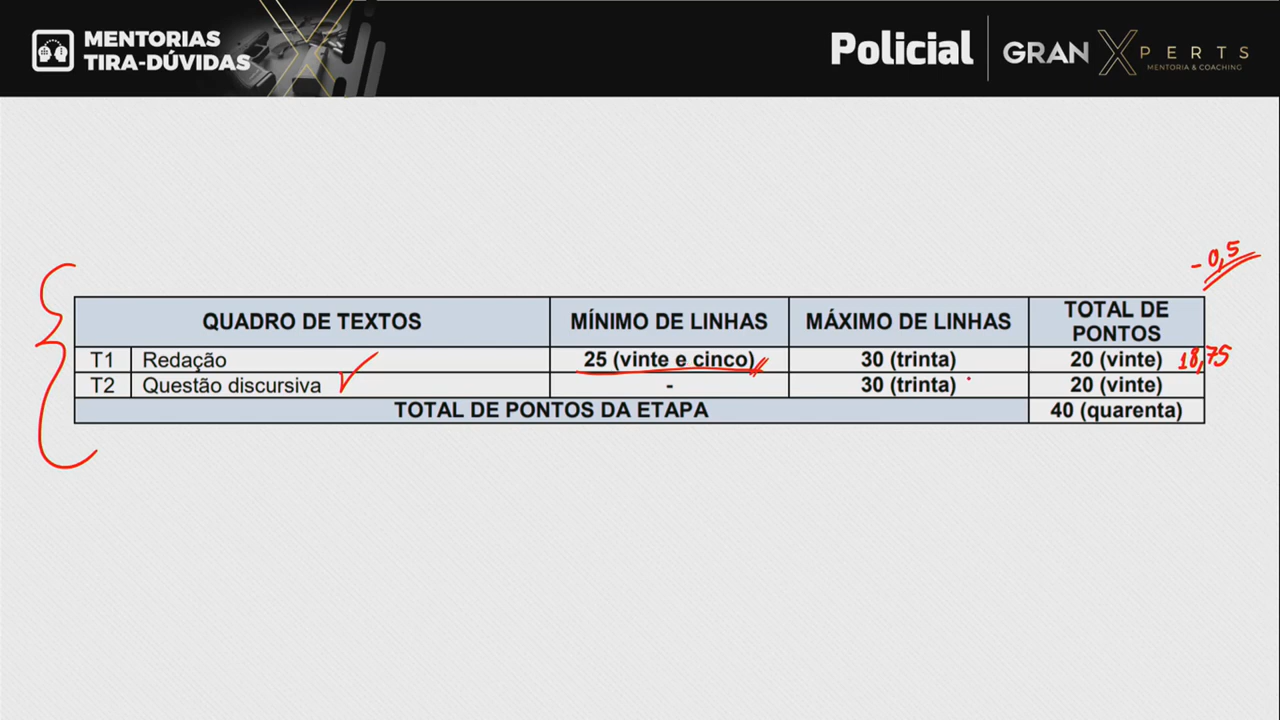 MENTORIAS
TIRA-DÚVIDAS
Policial
GRAN XPERTS
MENTORIA & COACHING
- 0,5
QUADRO DE TEXTOS MÍNIMO DE LINHAS MÁXIMO DE LINHAS TOTAL DE PONTOS
T1 Redação 25 (vinte e cinco) 30 (trinta) 20 (vinte) 18,75
T2 Questão discursiva - 30 (trinta) 20 (vinte)
TOTAL DE PONTOS DA ETAPA 40 (quarenta)